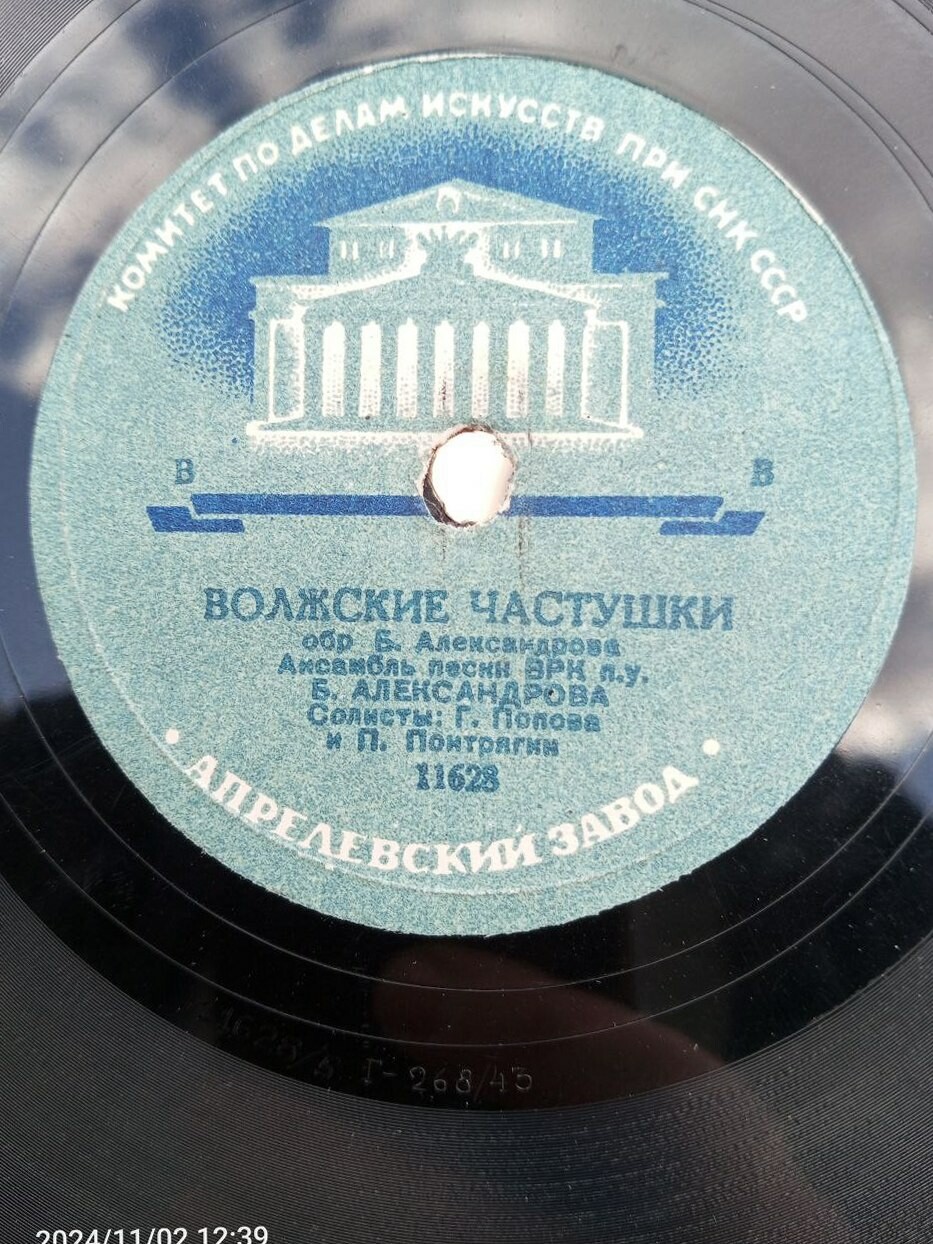 КОМИТЕТ ПО ДЕЛАМ ИСКУССТВ ПРИ СНК СССР
В В
ВОЛЖСКИЕ ЧАСТУШКИ
обр Б. Александрова
Ансамбль песни ВРК п.у.
Б. АЛЕКСАНДРОВА
Солисты: Г. Попова
и П. Понтрягин
11628
• АПРЕЛЕВСКИЙ ЗАВОД •
Г-268/45
2024/11/02 12:39